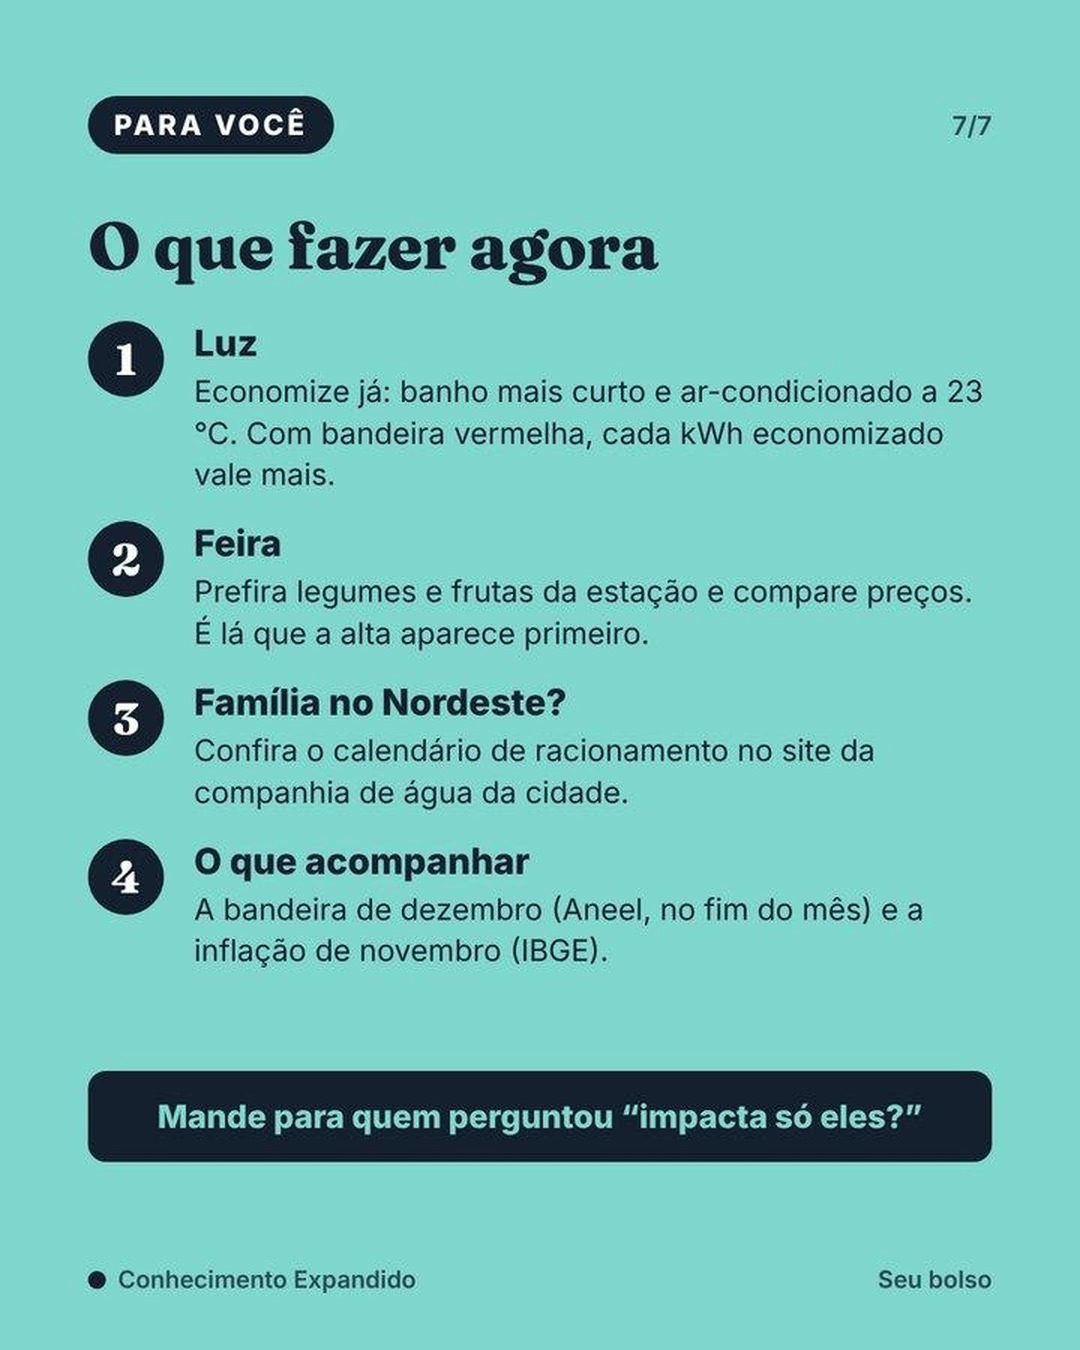 PARA VOCÊ
7/7
O que fazer agora
1
Luz
Economize já: banho mais curto e ar-condicionado a 23
°C. Com bandeira vermelha, cada kWh economizado
vale mais.
2
Feira
Prefira legumes e frutas da estação e compare preços.
É lá que a alta aparece primeiro.
3
Família no Nordeste?
Confira o calendário de racionamento no site da
companhia de água da cidade.
4
O que acompanhar
A bandeira de dezembro (Aneel, no fim do mês) e a
inflação de novembro (IBGE).
Mande para quem perguntou “impacta só eles?”
Conhecimento Expandido
Seu bolso